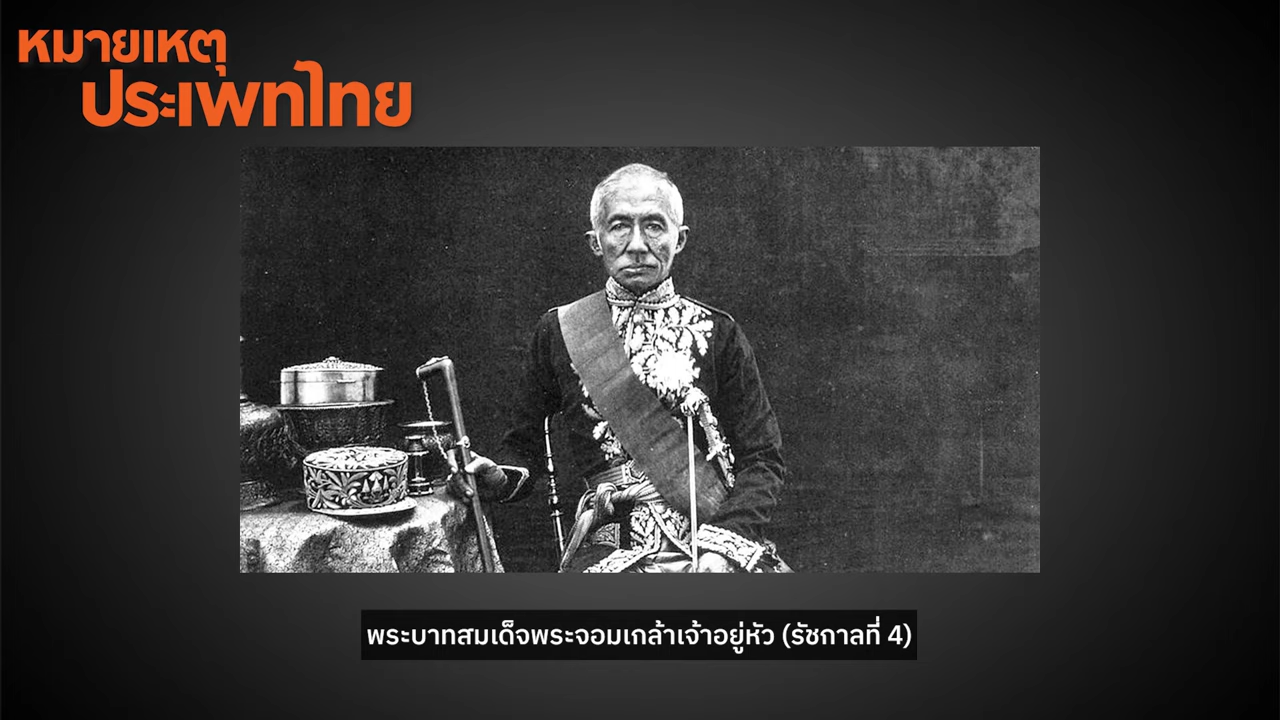 หมายเหตุ
ประเพทไทย
พระบาทสมเด็จพระจอมเกล้าเจ้าอยู่หัว (รัชกาลที่ 4)